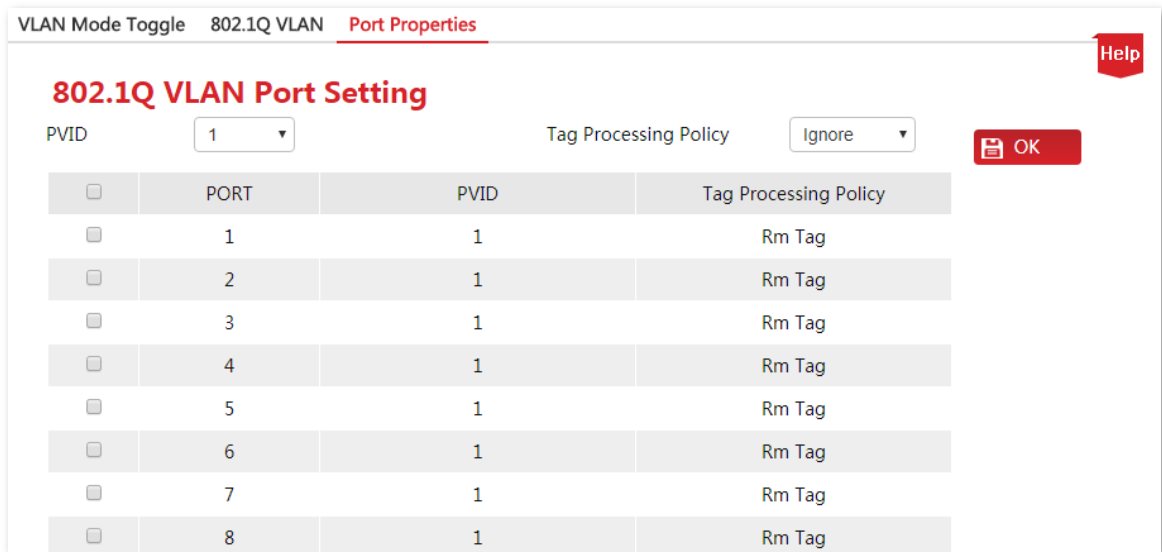 VLAN Mode Toggle 802.1Q VLAN Port Properties
Help
802.1Q VLAN Port Setting
PVID 1 Tag Processing Policy Ignore OK
PORT PVID Tag Processing Policy
1 1 Rm Tag
2 1 Rm Tag
3 1 Rm Tag
4 1 Rm Tag
5 1 Rm Tag
6 1 Rm Tag
7 1 Rm Tag
8 1 Rm Tag